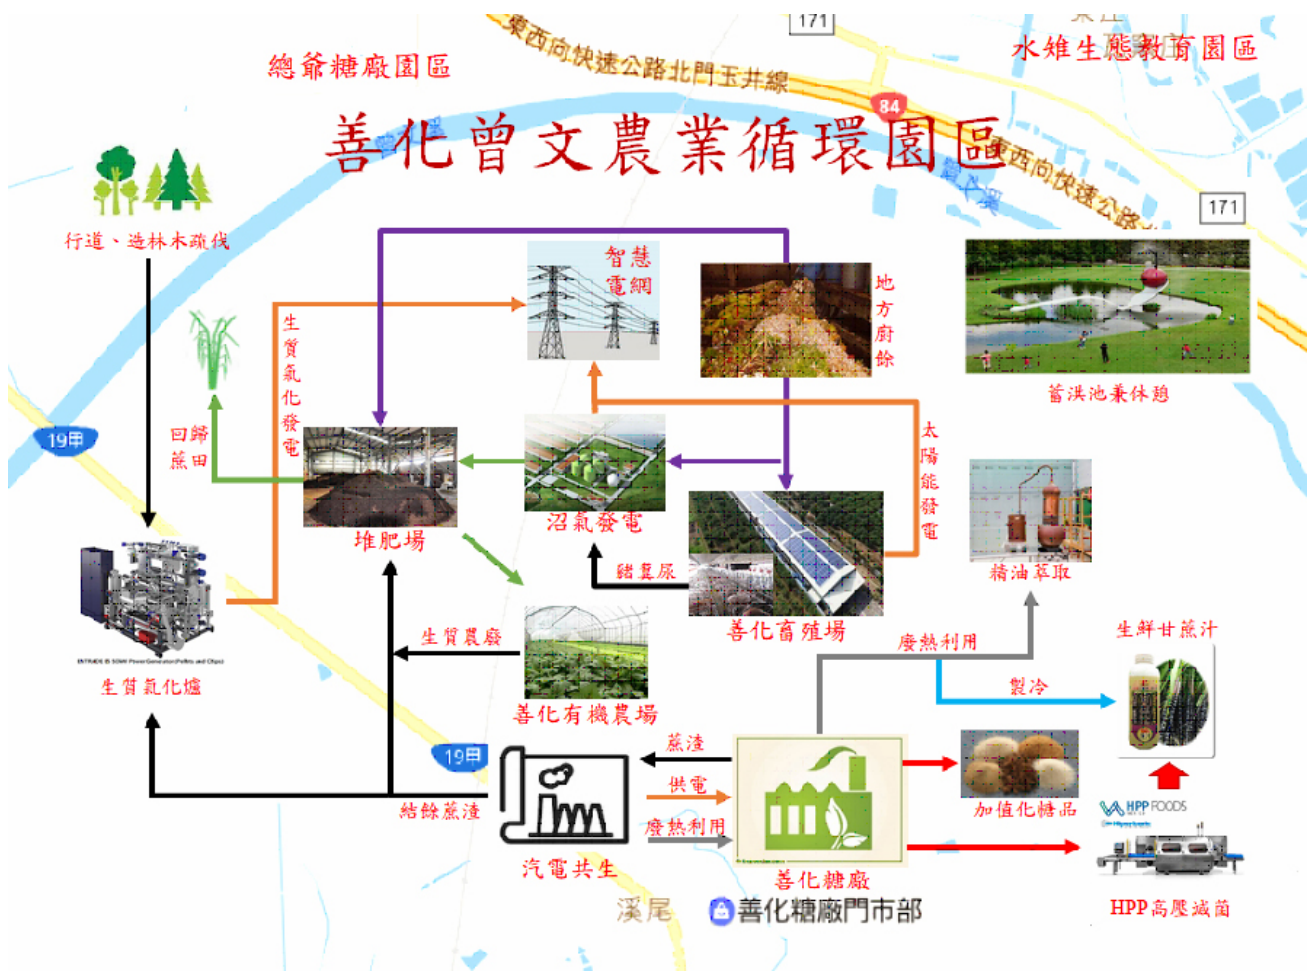 171
總爺糖廠園區
東西向快速公路北門玉井線
水雉生態教育園區
84
善化曾文農業循環園區
東西向快速公路
171
行道、造林木疏伐
智慧
電網
地方廚餘
生質氣化發電
蓄洪池兼休憩
19甲
回歸
蔗田
太陽能發電
堆肥場
沼氣發電
豬糞尿
精油萃取
善化畜殖場
生質農廢
廢熱利用
生鮮甘蔗汁
生質氣化爐
製冷
善化有機農場
蔗渣
19甲
供電
結餘蔗渣
廢熱利用
加值化糖品
HPP FOODS
汽電共生
善化糖廠
HPP高壓滅菌
溪尾
善化糖廠門市部